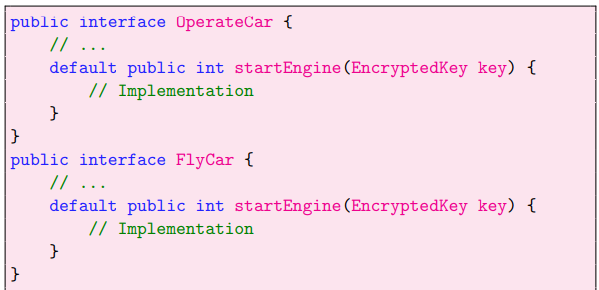 public interface OperateCar {
    // ...
    default public int startEngine(EncryptedKey key) {
        // Implementation
    }
}
public interface FlyCar {
    // ...
    default public int startEngine(EncryptedKey key) {
        // Implementation
    }
}